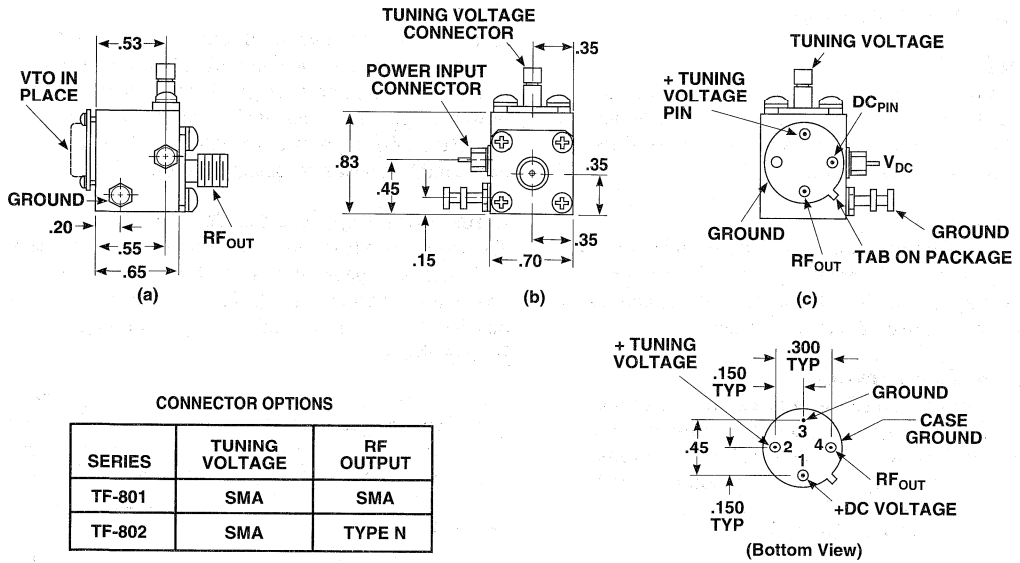 TUNING VOLTAGE
CONNECTOR
.53
.35
TUNING VOLTAGE
VTO IN
PLACE
POWER INPUT
CONNECTOR
+ TUNING
VOLTAGE
PIN
DCPIN
.83
.45
.35
VDC
GROUND
.20
RFOUT
.55
.65
.15
.35
.70
GROUND
RFOUT
TAB ON PACKAGE
GROUND
(a)
(b)
(c)
+ TUNING
VOLTAGE
.300
TYP
.150
TYP
GROUND
CASE
GROUND
3
.45
2
4
1
RFOUT
.150
TYP
+DC VOLTAGE
(Bottom View)
CONNECTOR OPTIONS
SERIES TUNING VOLTAGE RF OUTPUT
TF-801 SMA SMA
TF-802 SMA TYPE N